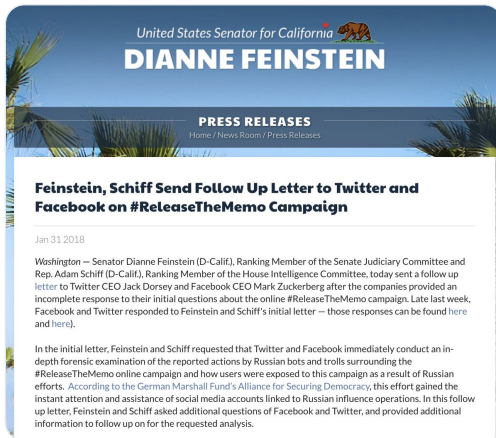 United States Senator for California
DIANNE FEINSTEIN
PRESS RELEASES
Home / News Room / Press Releases
Feinstein, Schiff Send Follow Up Letter to Twitter and
Facebook on #ReleaseTheMemo Campaign
Jan 31 2018
Washington — Senator Dianne Feinstein (D-Calif.), Ranking Member of the Senate Judiciary Committee and
Rep. Adam Schiff (D-Calif.), Ranking Member of the House Intelligence Committee, today sent a follow up
letter to Twitter CEO Jack Dorsey and Facebook CEO Mark Zuckerberg after the companies provided an
incomplete response to their initial questions about the online #ReleaseTheMemo campaign. Late last week,
Facebook and Twitter responded to Feinstein and Schiff's initial letter — those responses can be found here
and here).
In the initial letter, Feinstein and Schiff requested that Twitter and Facebook immediately conduct an in-
depth forensic examination of the reported actions by Russian bots and trolls surrounding the
#ReleaseTheMemo online campaign and how users were exposed to this campaign as a result of Russian
efforts. According to the German Marshall Fund's Alliance for Securing Democracy, this effort gained the
instant attention and assistance of social media accounts linked to Russian influence operations. In this follow
up letter, Feinstein and Schiff asked additional questions of Facebook and Twitter, and provided additional
information to follow up on for the requested analysis.